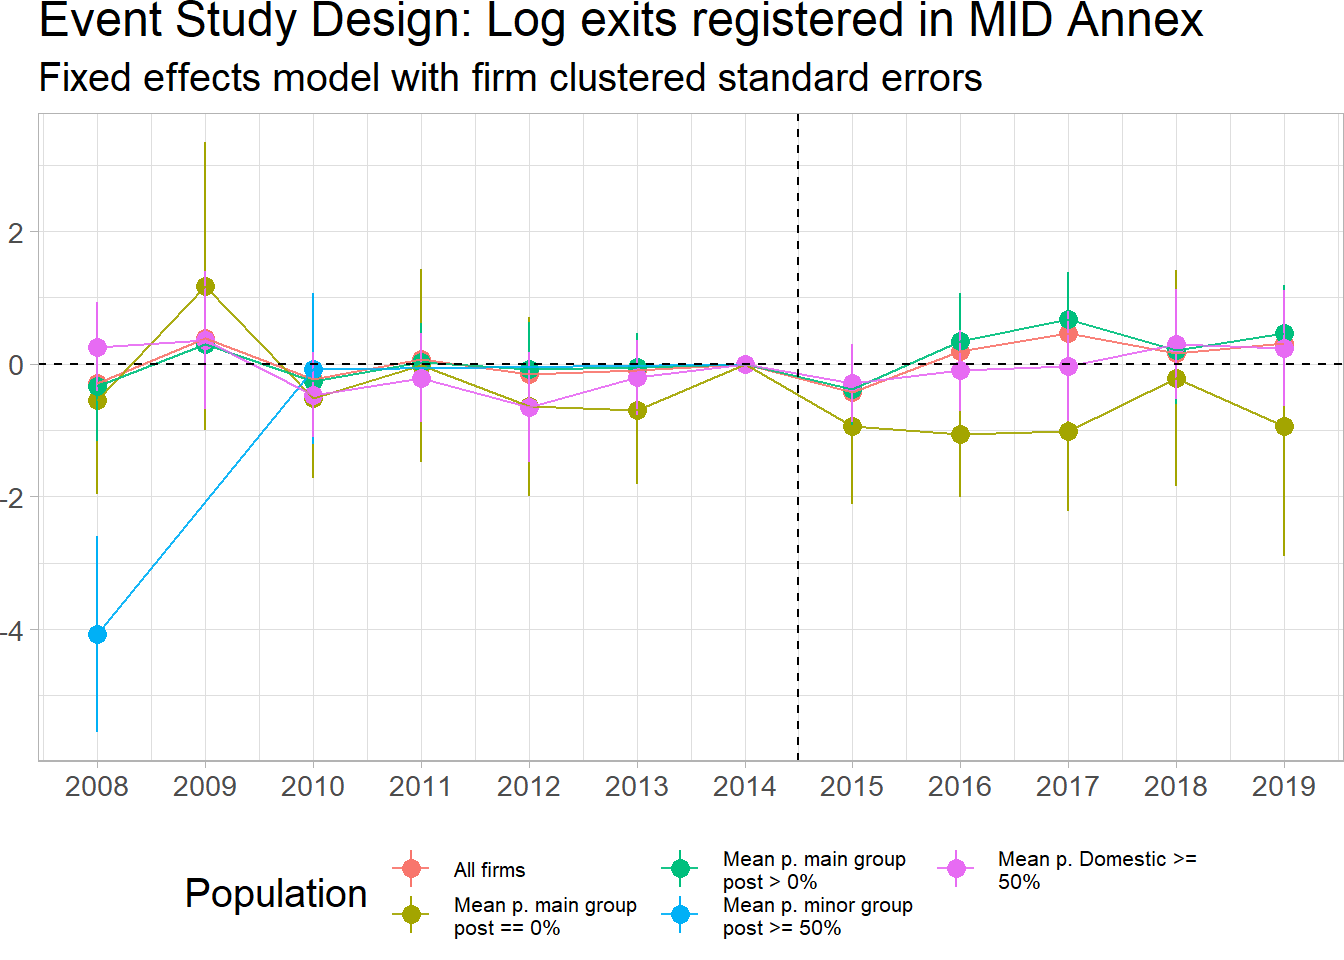 Event Study Design: Log exits registered in MID Annex
Fixed effects model with firm clustered standard errors
2
0
-2
-4
2008 2009 2010 2011 2012 2013 2014 2015 2016 2017 2018 2019
Population
All firms
Mean p. main group
post == 0%
Mean p. main group
post > 0%
Mean p. minor group
post >= 50%
Mean p. Domestic >=
50%